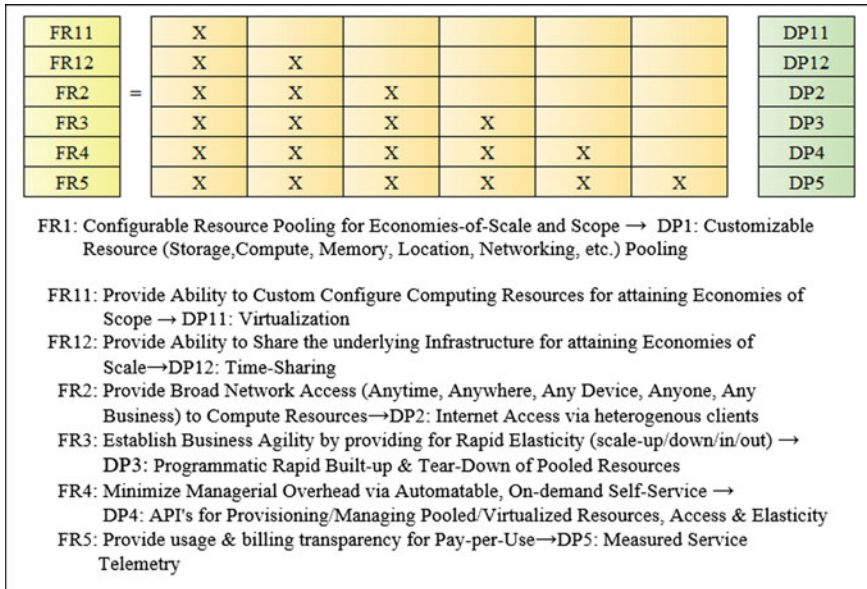 FR11 X DP11
FR12 X X DP12
FR2 = X X X DP2
FR3 X X X X DP3
FR4 X X X X X DP4
FR5 X X X X X X DP5
FR1: Configurable Resource Pooling for Economies-of-Scale and Scope → DP1: Customizable
Resource (Storage,Compute, Memory, Location, Networking, etc.) Pooling
FR11: Provide Ability to Custom Configure Computing Resources for attaining Economies of
Scope → DP11: Virtualization
FR12: Provide Ability to Share the underlying Infrastructure for attaining Economies of
Scale→DP12: Time-Sharing
FR2: Provide Broad Network Access (Anytime, Anywhere, Any Device, Anyone, Any
Business) to Compute Resources→DP2: Internet Access via heterogenous clients
FR3: Establish Business Agility by providing for Rapid Elasticity (scale-up/down/in/out) →
DP3: Programmatic Rapid Built-up & Tear-Down of Pooled Resources
FR4: Minimize Managerial Overhead via Automatable, On-demand Self-Service →
DP4: API's for Provisioning/Managing Pooled/Virtualized Resources, Access & Elasticity
FR5: Provide usage & billing transparency for Pay-per-Use→DP5: Measured Service
Telemetry